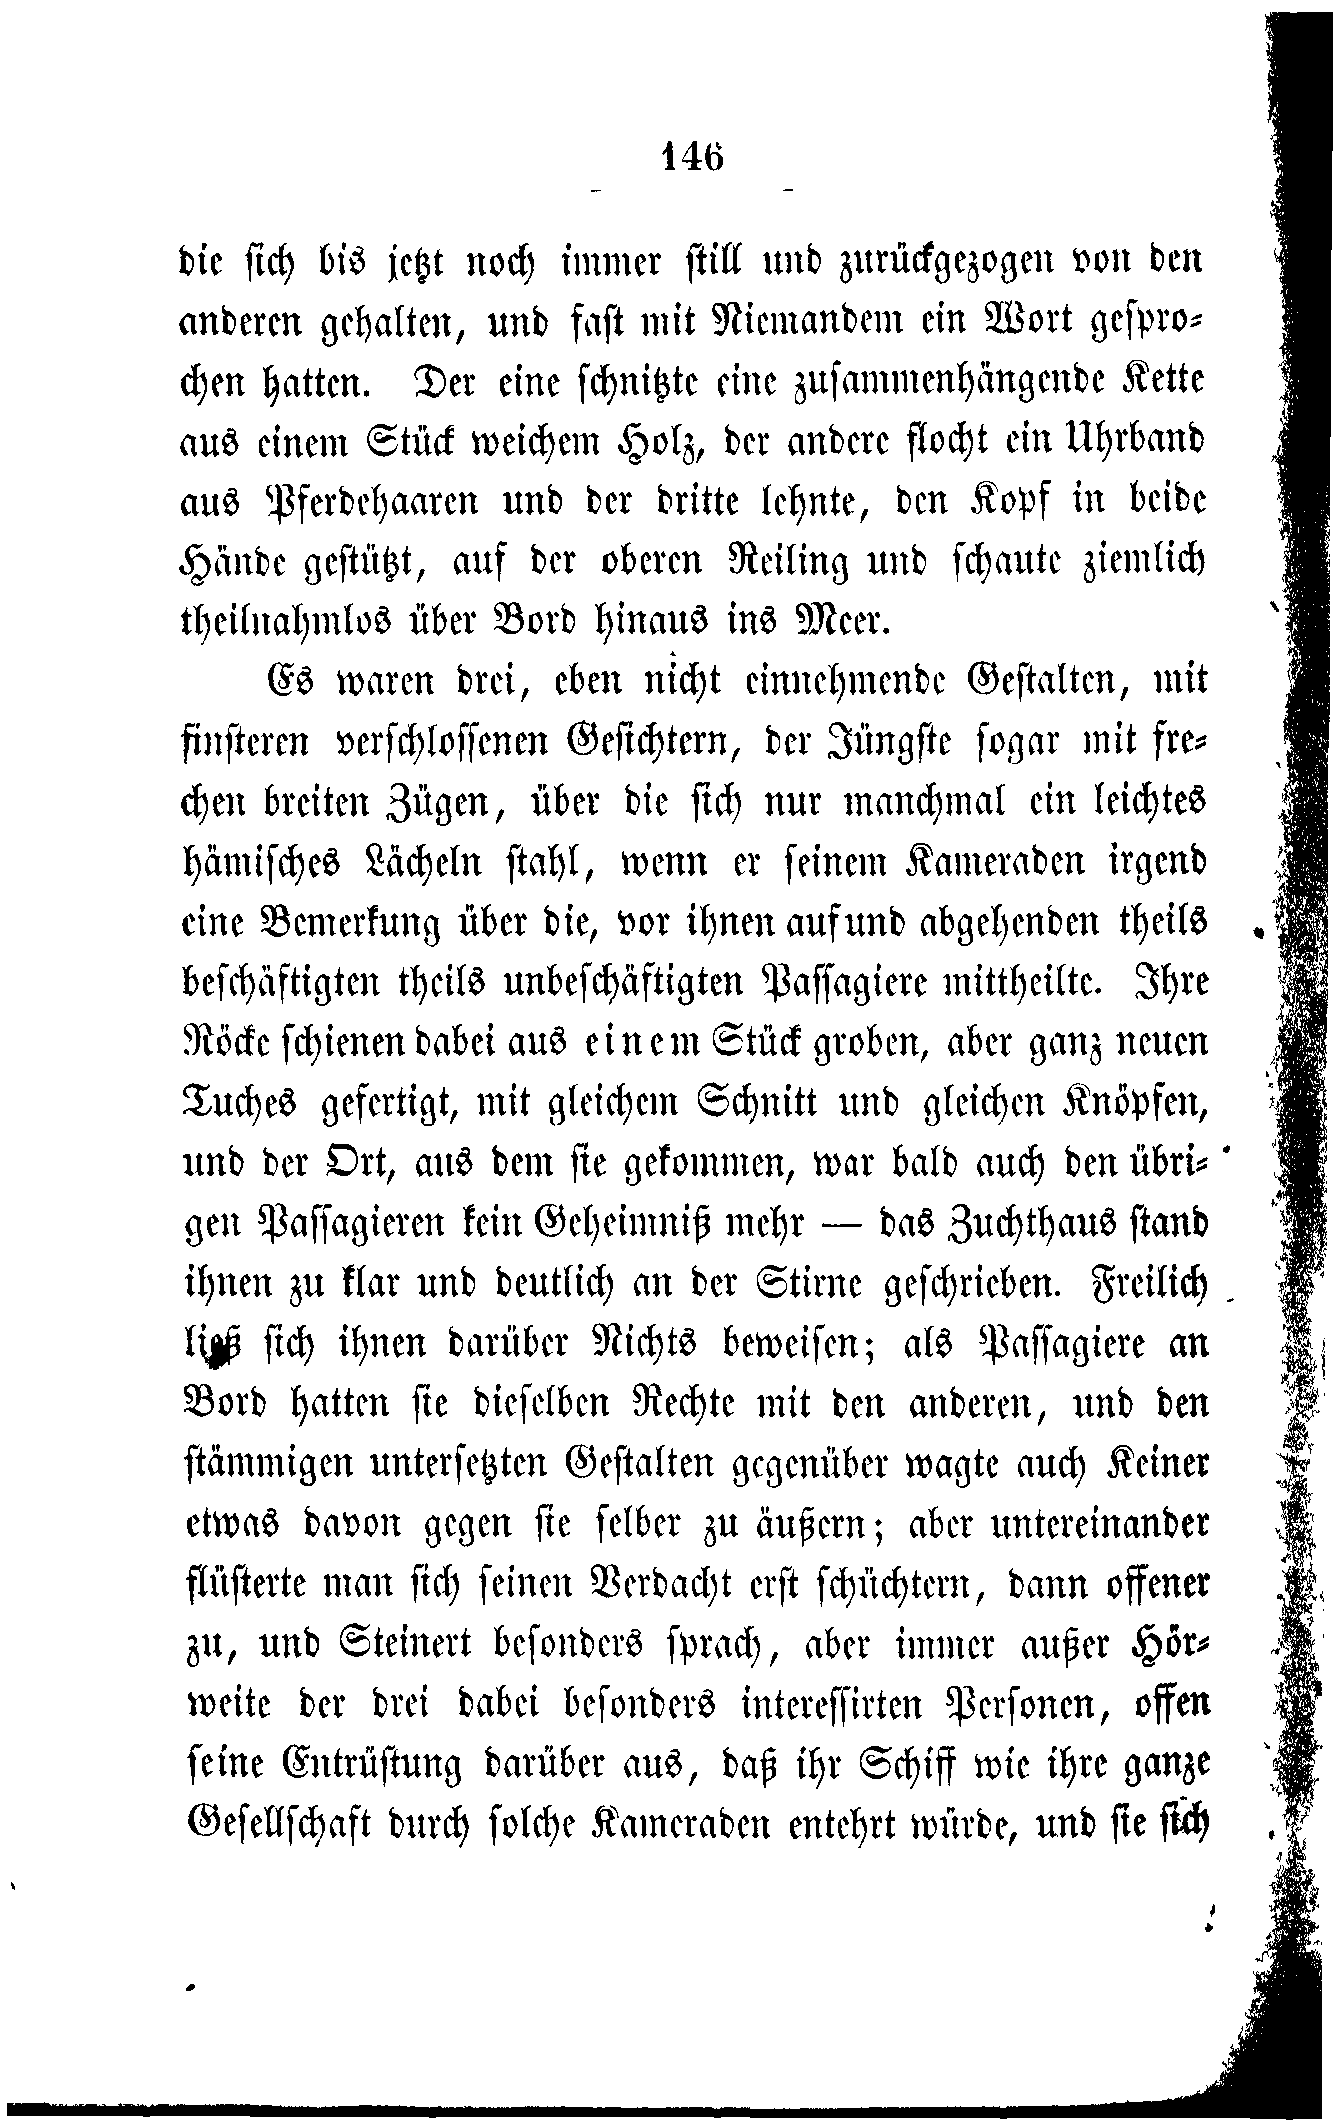 146
die sich bis jetzt noch immer still und zurückgezogen von den
anderen gehalten, und fast mit Niemandem ein Wort gespro-
chen hatten. Der eine schnitzte eine zusammenhängende Kette
aus einem Stück weichem Holz, der andere flocht ein Uhrband
aus Pferdehaaren und der dritte lehnte, den Kopf in beide
Hände gestützt, auf der oberen Reiling und schaute ziemlich
theilnahmlos über Bord hinaus ins Meer.
Es waren drei, eben nicht einnehmende Gestalten, mit
finsteren verschlossenen Gesichtern, der Jüngste sogar mit fre-
chen breiten Zügen, über die sich nur manchmal ein leichtes
hämisches Lächeln stahl, wenn er seinem Kameraden irgend
eine Bemerkung über die, vor ihnen auf und abgehenden theils
beschäftigten theils unbeschäftigten Passagiere mittheilte. Ihre
Röcke schienen dabei aus einem Stück groben, aber ganz neuen
Tuches gefertigt, mit gleichem Schnitt und gleichen Knöpfen,
und der Ort, aus dem sie gekommen, war bald auch den übri-
gen Passagieren kein Geheimniß mehr — das Zuchthaus stand
ihnen zu klar und deutlich an der Stirne geschrieben. Freilich
ließ sich ihnen darüber Nichts beweisen; als Passagiere an
Bord hatten sie dieselben Rechte mit den anderen, und den
stämmigen untersetzten Gestalten gegenüber wagte auch Keiner
etwas davon gegen sie selber zu äußern; aber untereinander
flüsterte man sich seinen Verdacht erst schüchtern, dann offener
zu, und Steinert besonders sprach, aber immer außer Hör-
weite der drei dabei besonders interessirten Personen, offen
seine Entrüstung darüber aus, daß ihr Schiff wie ihre ganze
Gesellschaft durch solche Kameraden entehrt würde, und sie sich